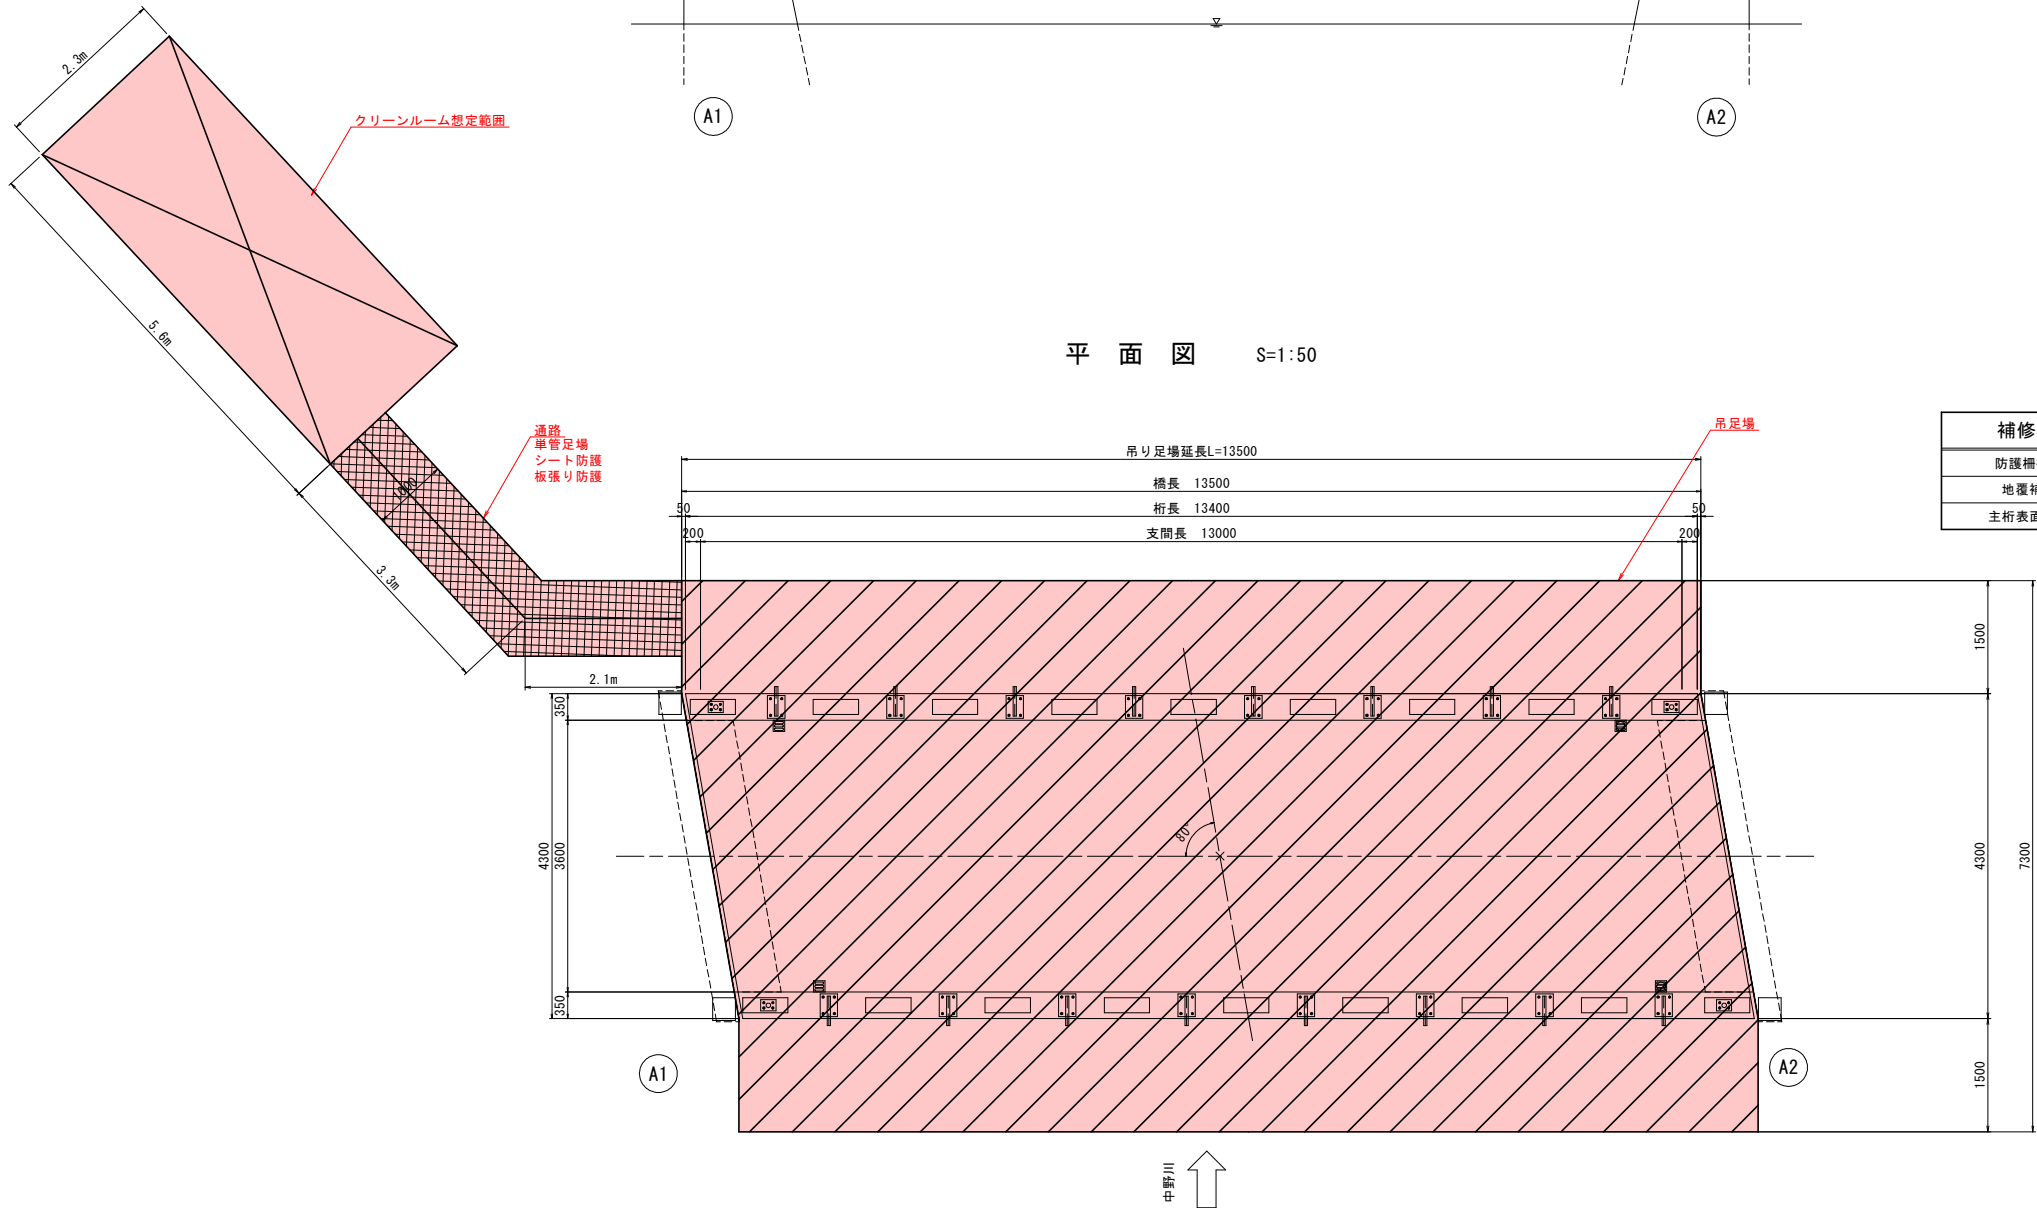 A1
A2
2.3m
クリーンルーム想定範囲
5.6m
平面図 S=1:50
通路
単管足場
シート防護
板張り防護
1000
3.3m
2.1m
吊足場
吊り足場延長L=13500
橋長 13500
50
桁長 13400
50
200
支間長 13000
200
補修
防護柵
地覆補
主桁表面
1500
4300
1500
7300
350
3600
350
4300
80°
A1
A2
中野川